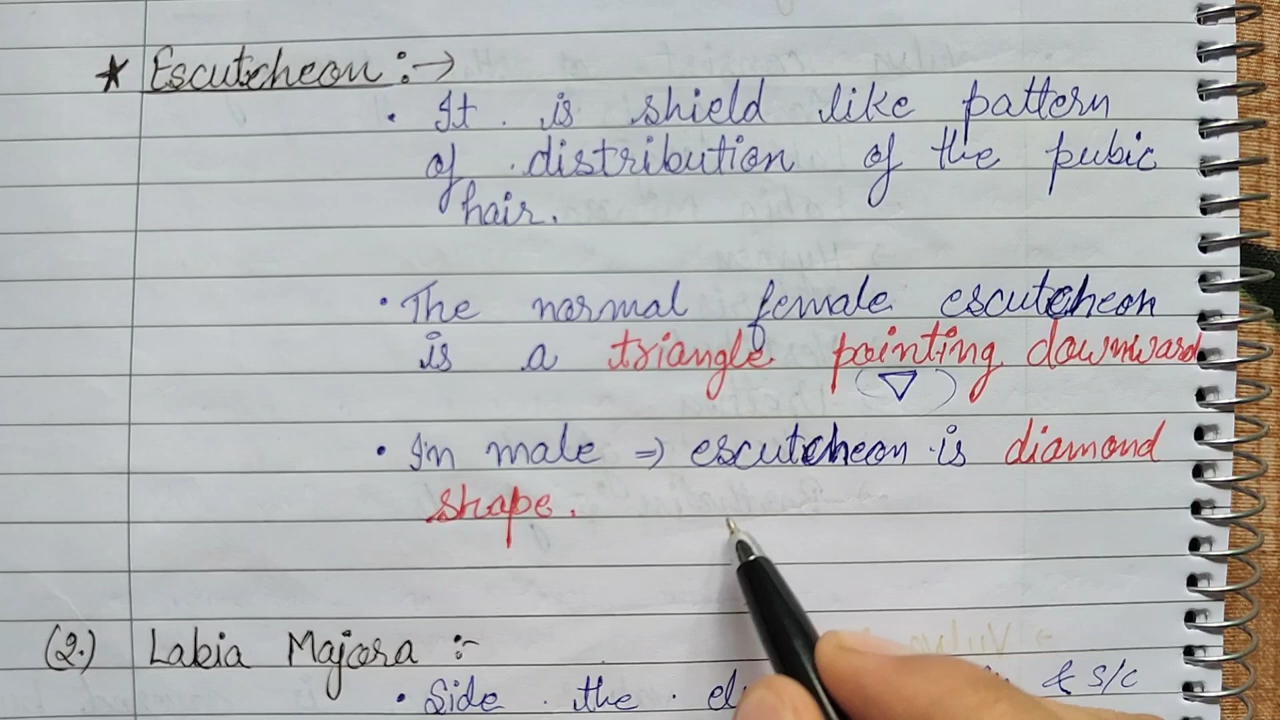 * Escutcheon :→
• It is shield like pattern
of distribution of the pubic
hair.
• The normal female escutcheon
is a triangle pointing downward
(▽)
• In male ⇒ escutcheon is diamond
shape.
(2.) Labia Majora :-
• Side the & S/C